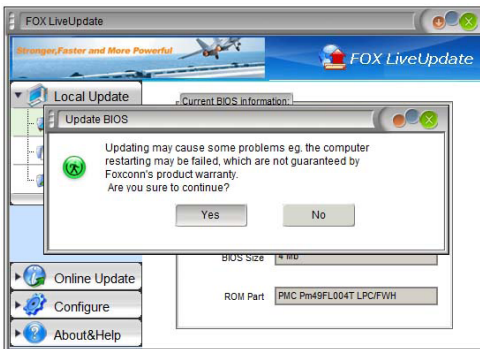 FOX LiveUpdate
Stronger,Faster and More Powerful
FOX LiveUpdate
Local Update
Current BIOS information:
Update BIOS
Updating may cause some problems eg. the computer
restarting may be failed, which are not guaranteed by
Foxconn's product warranty.
Are you sure to continue?
Yes
No
BIOS Size
4 Mb
Online Update
ROM Part
PMC Pm49FL004T LPC/FWH
Configure
About&Help